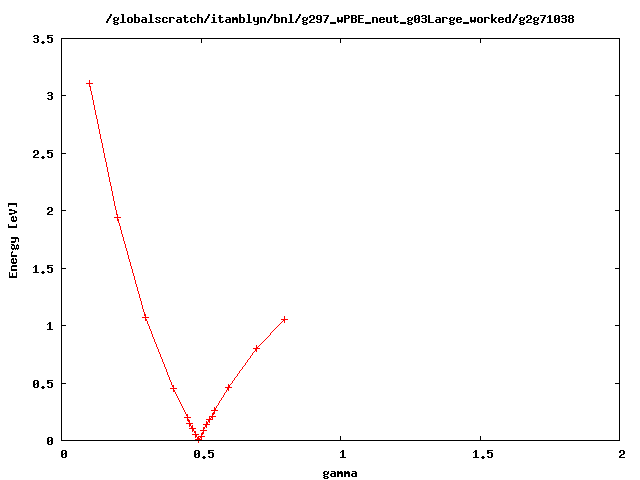 /globalscratch/itamblyn/bnl/g297_wPBE_neut_g03Large_worked/g2g71038
3.5
3
2.5
2
1.5
1
0.5
0
Energy [eV]
0 0.5 1 1.5 2
gamma